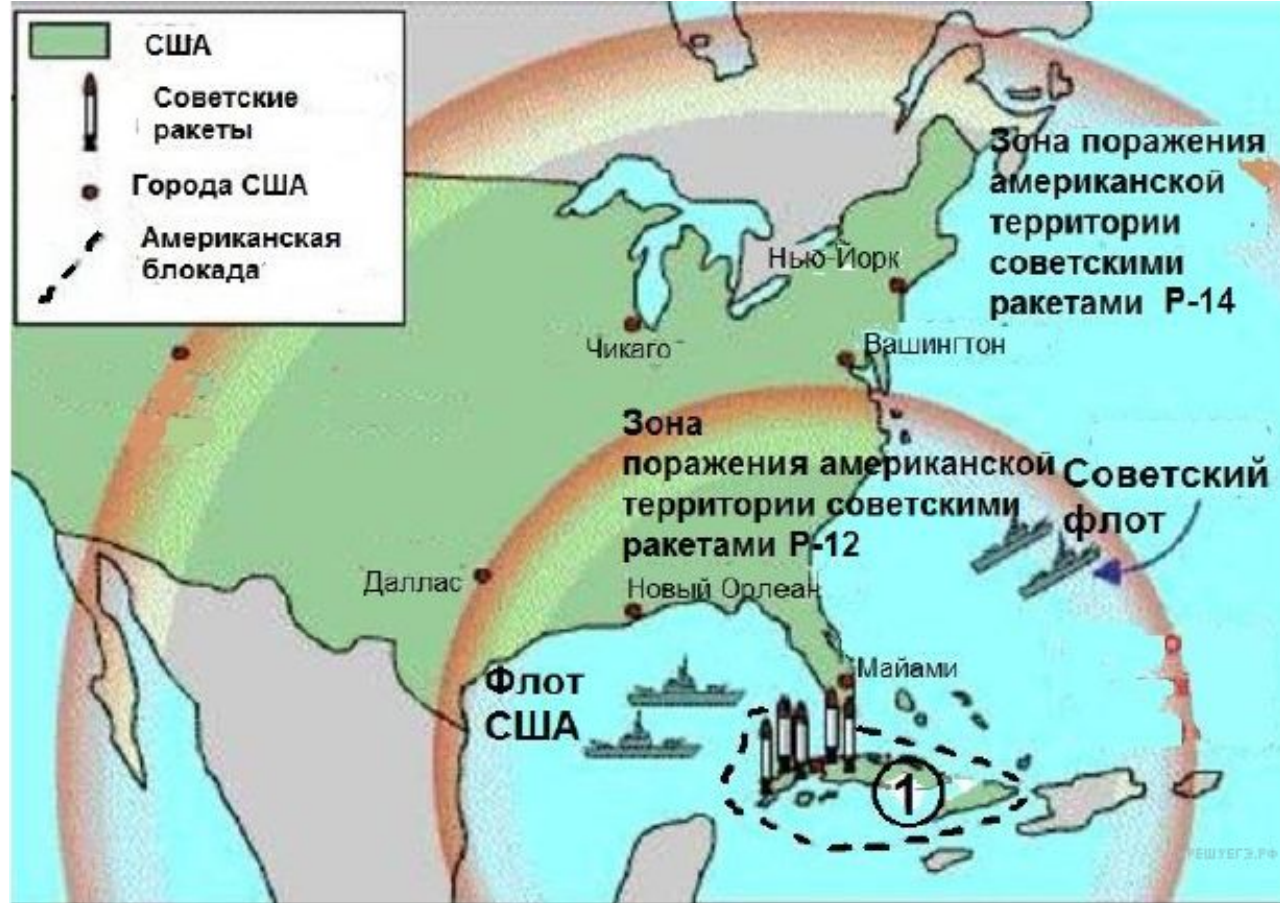 США
Советские
ракеты
Города США
Американская
блокада
Зона поражения
американской
территории
советскими
ракетами Р-14
Нью-Йорк
Чикаго
Вашингтон
Зона
поражения американской
территории советскими
ракетами Р-12
Советский
флот
Даллас
Новый Орлеан
Майами
Флот
США
1
РЕШУЕГЭ.РФ